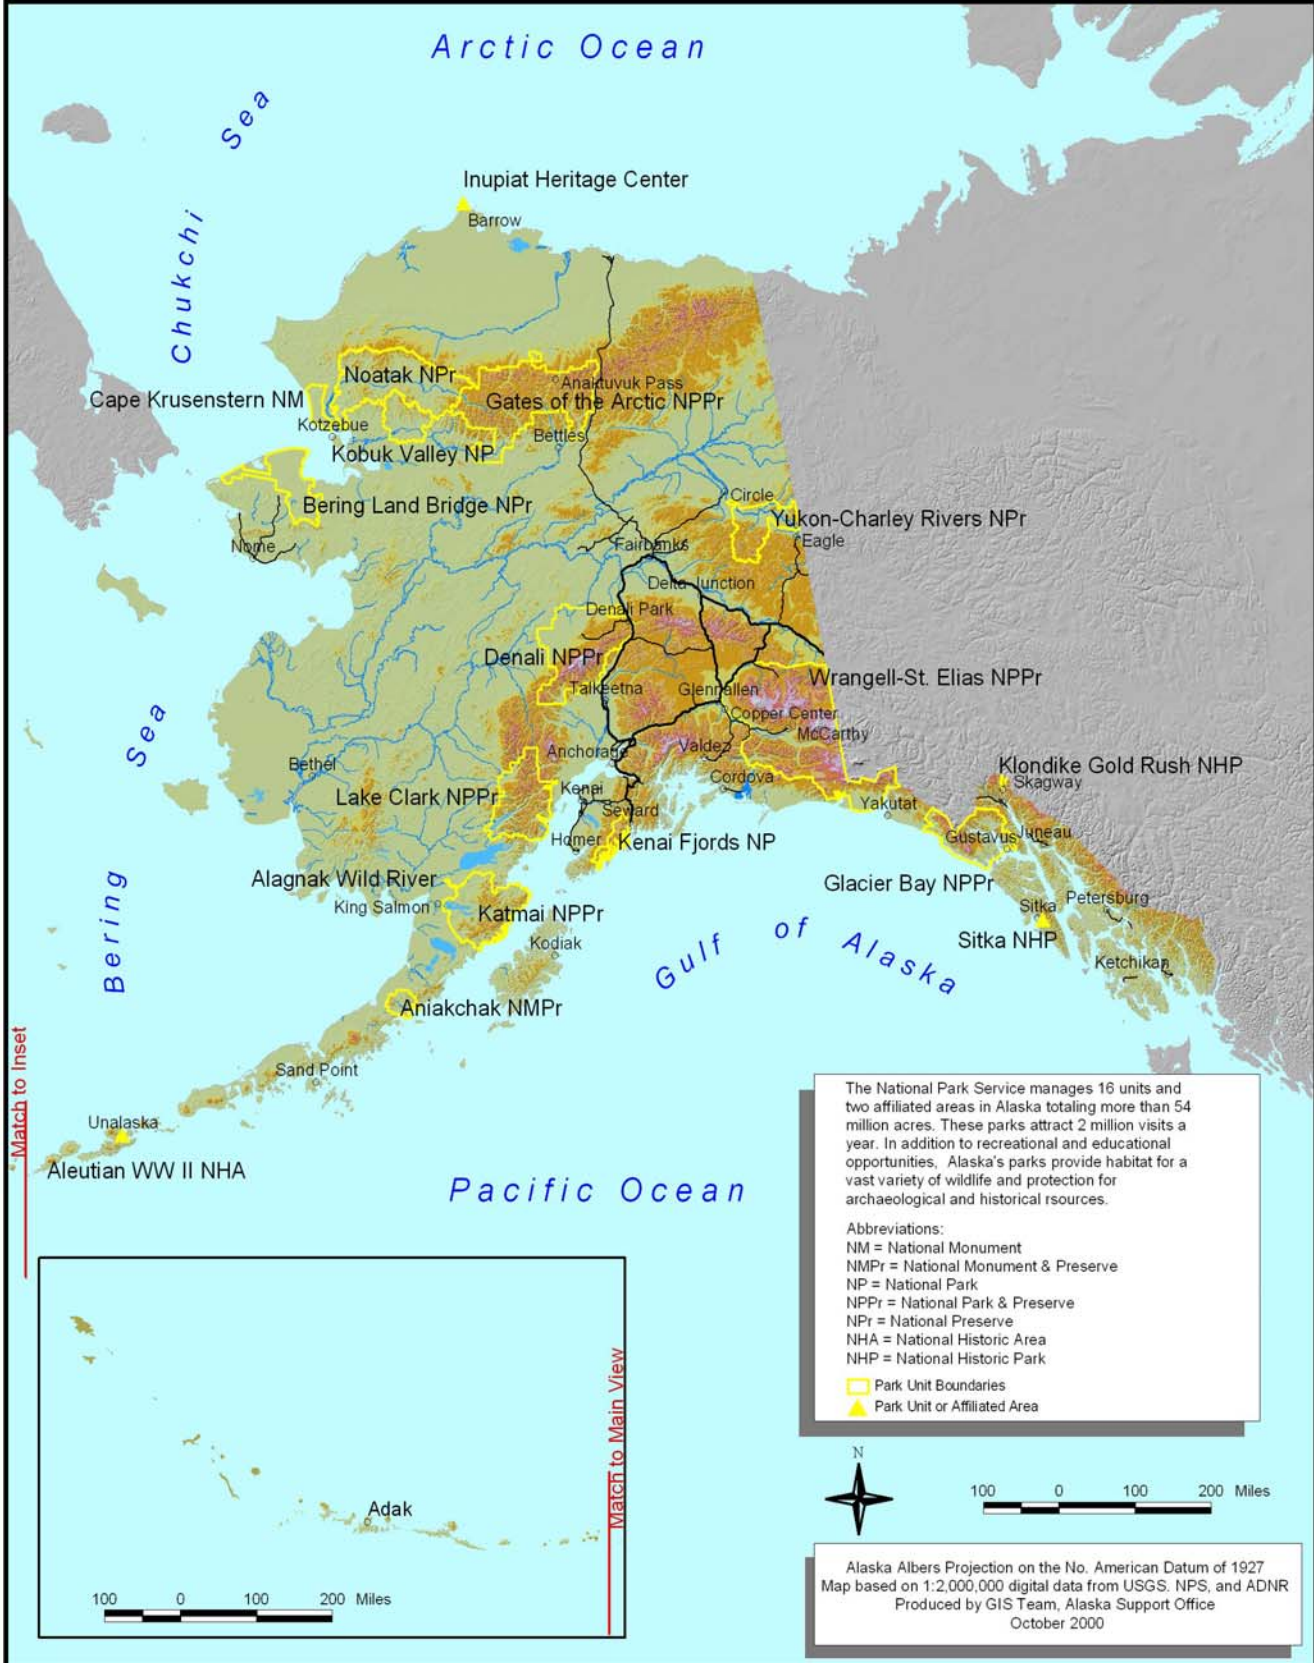 Arctic Ocean
Chukchi Sea
Inupiat Heritage Center
Barrow
Noatak NPr
Anaktuvuk Pass
Cape Krusenstern NM
Gates of the Arctic NPPr
Kotzebue
Bettles
Kobuk Valley NP
Circle
Bering Land Bridge NPr
Yukon-Charley Rivers NPr
Nome
Fairbanks
Eagle
Delta Junction
Denali Park
Denali NPPr
Wrangell-St. Elias NPPr
Talkeetna
Glennallen
Copper Center
McCarthy
Bering Sea
Anchorage
Valdez
Bethel
Klondike Gold Rush NHP
Cordova
Skagway
Lake Clark NPPr
Kenai
Yakutat
Seward
Homer
Kenai Fjords NP
Gustavus
Juneau
Alagnak Wild River
Glacier Bay NPPr
King Salmon
Katmai NPPr
Sitka
Petersburg
Kodiak
Gulf of Alaska
Sitka NHP
Ketchikan
Aniakchak NMPr
Match to Inset
Sand Point
Unalaska
Aleutian WW II NHA
Pacific Ocean
The National Park Service manages 16 units and
two affiliated areas in Alaska totaling more than 54
million acres. These parks attract 2 million visits a
year. In addition to recreational and educational
opportunities, Alaska's parks provide habitat for a
vast variety of wildlife and protection for
archaeological and historical rsources.
Abbreviations:
NM = National Monument
NMPr = National Monument & Preserve
NP = National Park
NPPr = National Park & Preserve
NPr = National Preserve
NHA = National Historic Area
NHP = National Historic Park
Park Unit Boundaries
Park Unit or Affiliated Area
N
100 0 100 200 Miles
Match to Main View
Adak
100 0 100 200 Miles
Alaska Albers Projection on the No. American Datum of 1927
Map based on 1:2,000,000 digital data from USGS. NPS, and ADNR
Produced by GIS Team, Alaska Support Office
October 2000